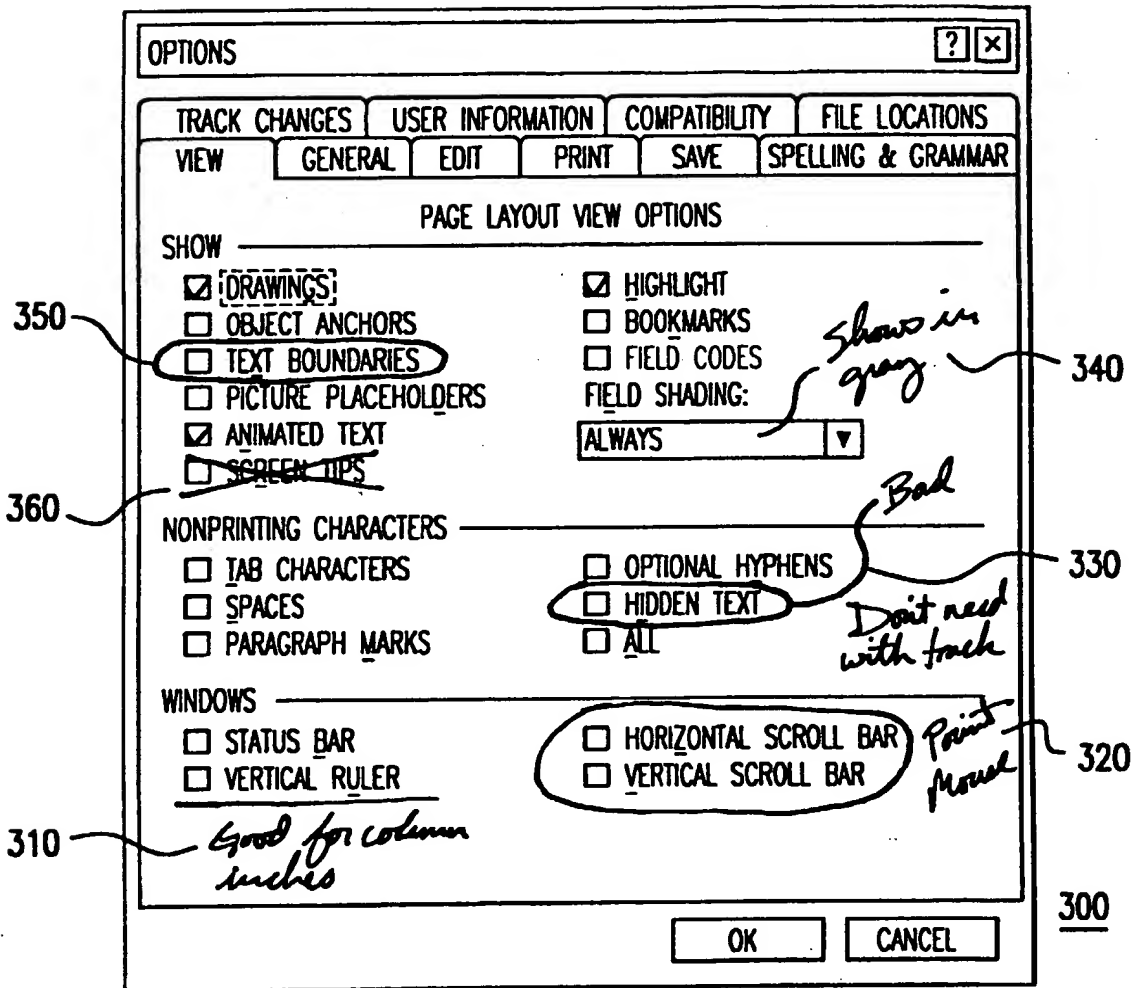 OPTIONS ? X
TRACK CHANGES USER INFORMATION COMPATIBILITY FILE LOCATIONS
VIEW GENERAL EDIT PRINT SAVE SPELLING & GRAMMAR
PAGE LAYOUT VIEW OPTIONS
SHOW
DRAWINGS
OBJECT ANCHORS
TEXT BOUNDARIES
PICTURE PLACEHOLDERS
ANIMATED TEXT
SCREEN TIPS
HIGHLIGHT
BOOKMARKS
FIELD CODES
FIELD SHADING:
ALWAYS
Shows in
gray
350
340
360
Bad
NONPRINTING CHARACTERS
TAB CHARACTERS
SPACES
PARAGRAPH MARKS
OPTIONAL HYPHENS
HIDDEN TEXT
ALL
330
Don't need
with track
WINDOWS
STATUS BAR
VERTICAL RULER
HORIZONTAL SCROLL BAR
VERTICAL SCROLL BAR
Point
Mouse
320
310
Good for column
inches
300
OK CANCEL